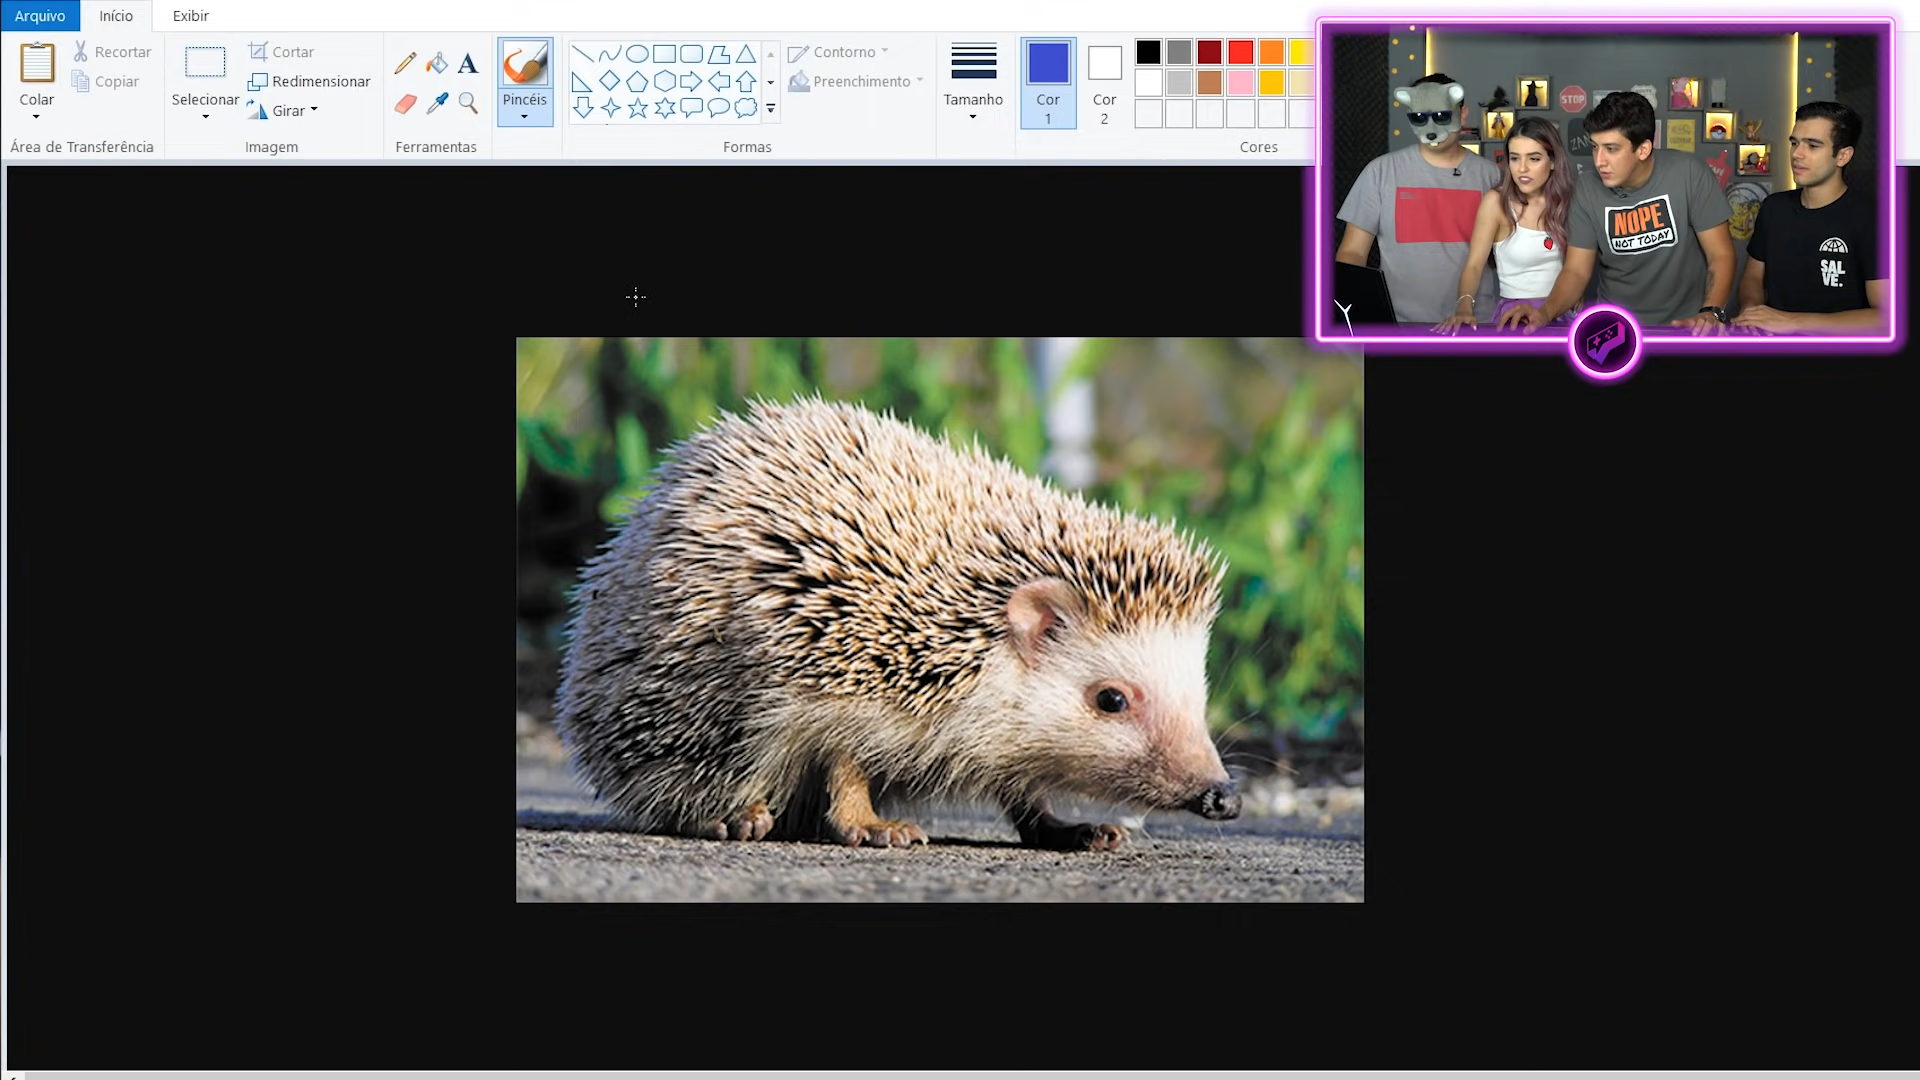 Arquivo Início Exibir
Colar
Recortar
Copiar
Área de Transferência
Selecionar
Cortar
Redimensionar
Girar
Imagem
A
Ferramentas
Pincéis
Formas
Contorno
Preenchimento
Tamanho
Cor
1
Cor
2
Cores
STOP
NOPE
NOT TODAY
SAL
VE.